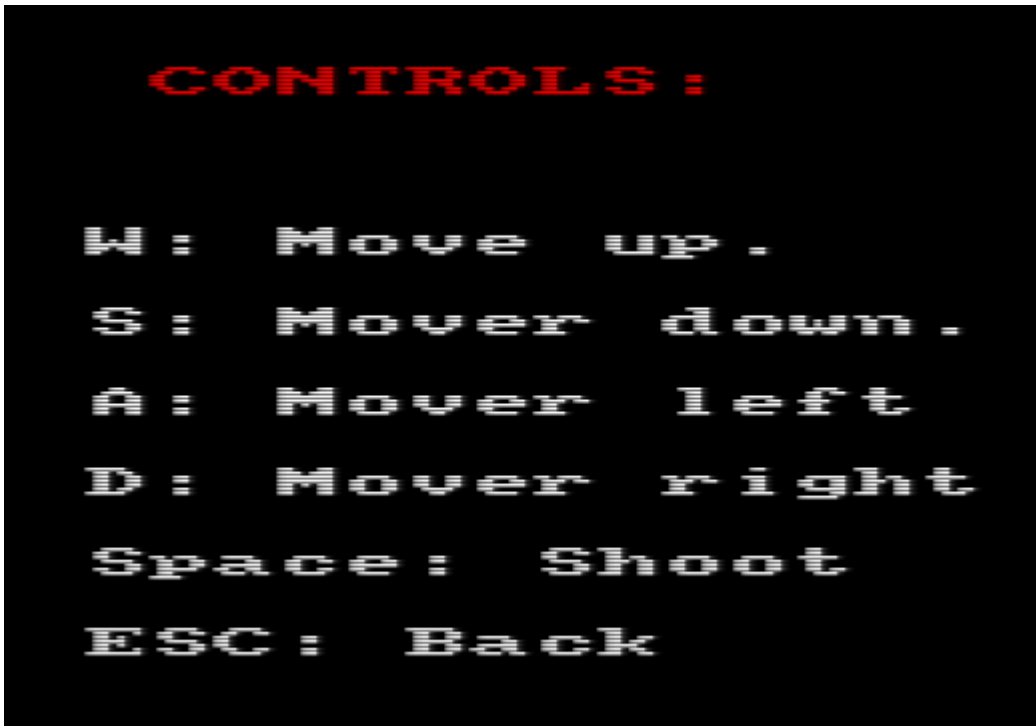 CONTROLS:
W: Move up.
S: Mover down.
A: Mover left
D: Mover right
Space: Shoot
ESC: Back